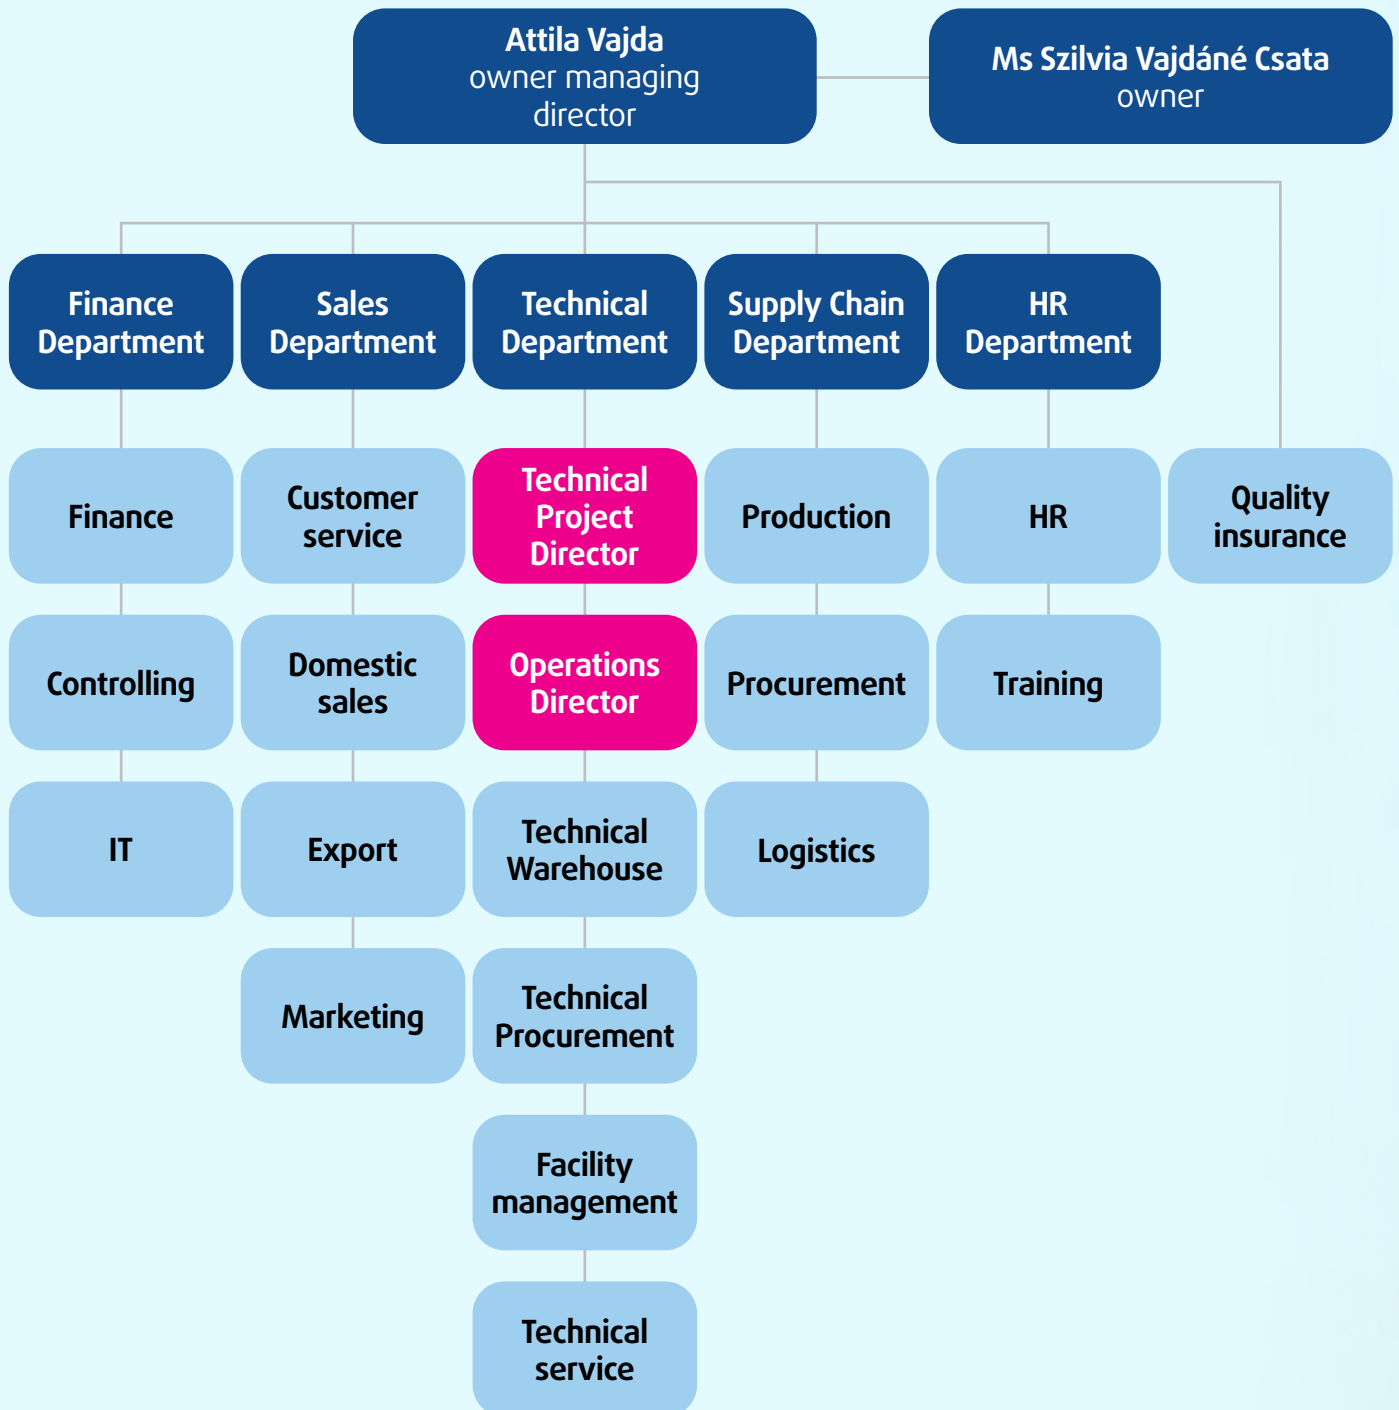 Attila Vajda
owner managing
director
Ms Szilvia Vajdáné Csata
owner
Finance
Department
Sales
Department
Technical
Department
Supply Chain
Department
HR
Department
Finance
Customer
service
Technical
Project
Director
Production
HR
Quality
insurance
Controlling
Domestic
sales
Operations
Director
Procurement
Training
IT
Export
Technical
Warehouse
Logistics
Marketing
Technical
Procurement
Facility
management
Technical
service